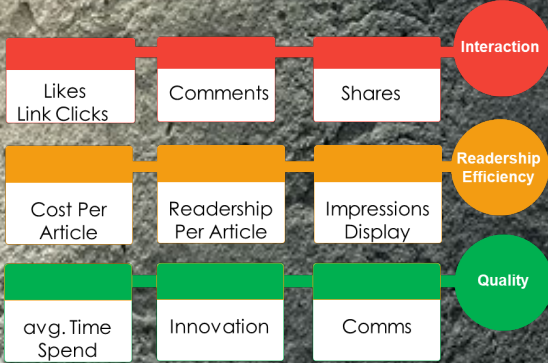 Interaction
Likes
Link Clicks
Comments
Shares
Readership
Efficiency
Cost Per
Article
Readership
Per Article
Impressions
Display
Quality
avg. Time
Spend
Innovation
Comms